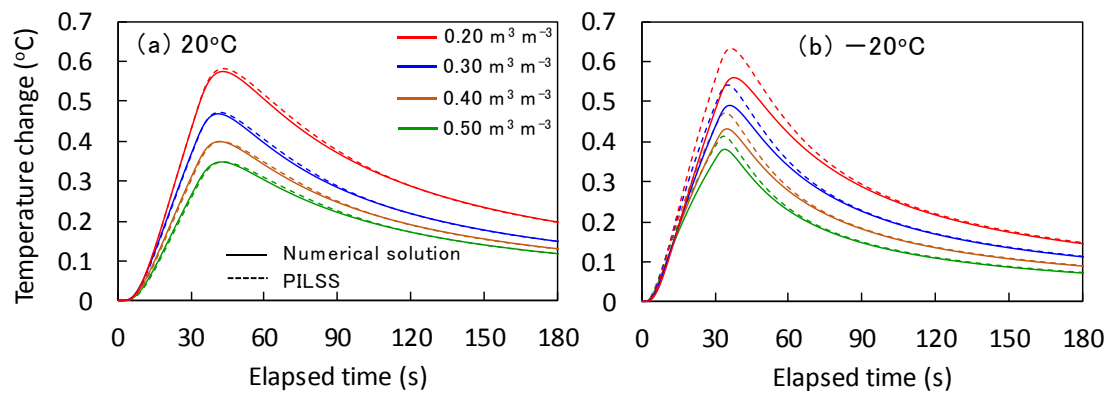 (a) 20°C
0.20 m³ m⁻³
0.30 m³ m⁻³
0.40 m³ m⁻³
0.50 m³ m⁻³
Numerical solution
PILSS
Temperature change (°C)
0.7
0.6
0.5
0.4
0.3
0.2
0.1
0
0 30 60 90 120 150 180
Elapsed time (s)
(b) −20°C
0.7
0.6
0.5
0.4
0.3
0.2
0.1
0
0 30 60 90 120 150 180
Elapsed time (s)